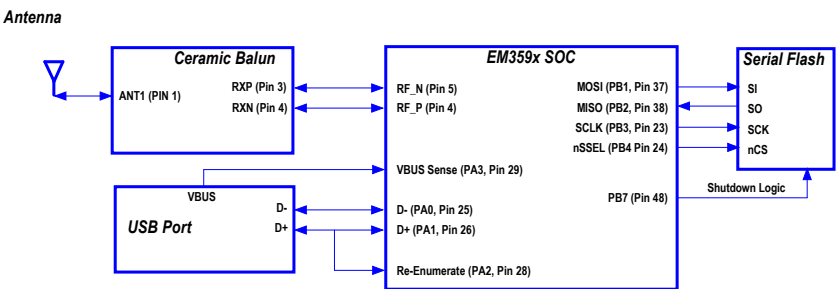 Antenna
Ceramic Balun
ANT1 (PIN 1)
RXP (Pin 3)
RXN (Pin 4)
EM359x SOC
RF_N (Pin 5)
RF_P (Pin 4)
VBUS Sense (PA3, Pin 29)
D- (PA0, Pin 25)
D+ (PA1, Pin 26)
Re-Enumerate (PA2, Pin 28)
MOSI (PB1, Pin 37)
MISO (PB2, Pin 38)
SCLK (PB3, Pin 23)
nSSEL (PB4 Pin 24)
PB7 (Pin 48)
Serial Flash
SI
SO
SCK
nCS
Shutdown Logic
VBUS
USB Port
D-
D+